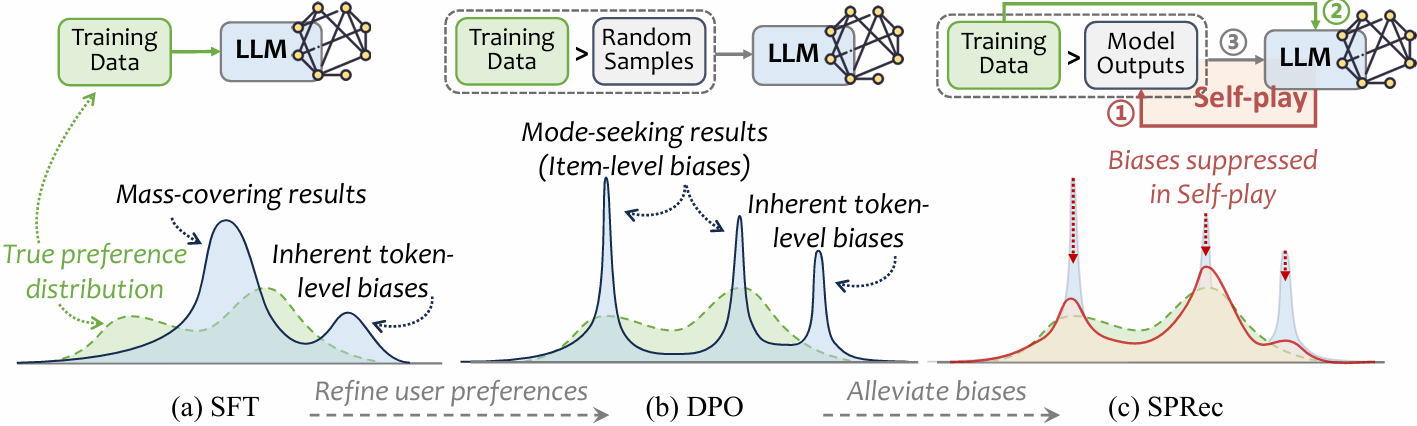 Training
Data
LLM
Mass-covering results
True preference
distribution
Inherent token-
level biases
(a) SFT
Refine user preferences
Training
Data
>
Random
Samples
LLM
Mode-seeking results
(Item-level biases)
Inherent token-
level biases
(b) DPO
Alleviate biases
Training
Data
>
Model
Outputs
③
②
LLM
Self-play
①
Biases suppressed
in Self-play
(c) SPRec